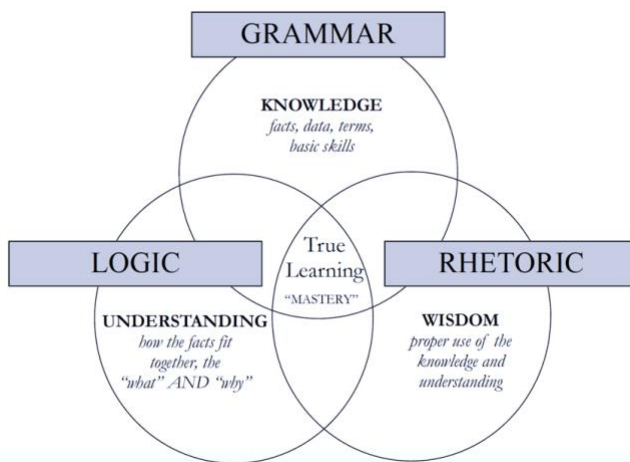 GRAMMAR
KNOWLEDGE
facts, data, terms,
basic skills
True
Learning
“MASTERY”
LOGIC
UNDERSTANDING
how the facts fit
together, the
“what” AND “why”
RHETORIC
WISDOM
proper use of the
knowledge and
understanding